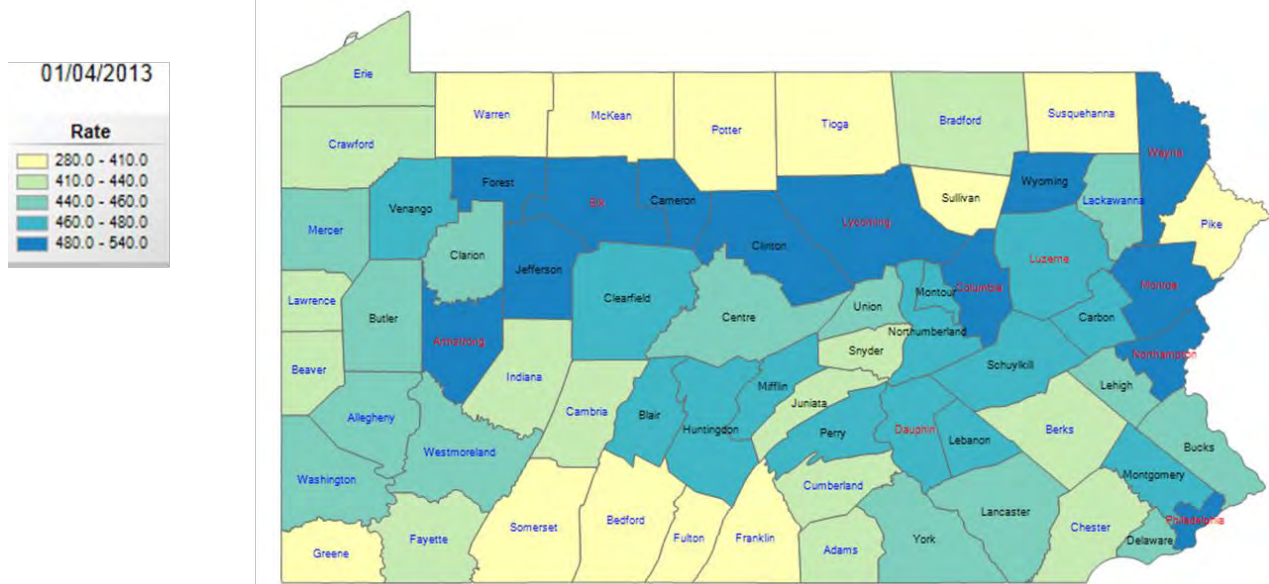 01/04/2013
Rate
280.0 - 410.0
410.0 - 440.0
440.0 - 460.0
460.0 - 480.0
480.0 - 540.0
Erie
Crawford
Warren
McKean
Potter
Tioga
Bradford
Susquehanna
Wayne
Forest
Elk
Cameron
Venango
Mercer
Clarion
Jefferson
Clinton
Lycoming
Sullivan
Wyoming
Lackawanna
Pike
Luzerne
Monroe
Columbia
Montour
Union
Lawrence
Butler
Armstrong
Clearfield
Centre
Northumberland
Carbon
Northampton
Snyder
Schuylkill
Beaver
Indiana
Mifflin
Lehigh
Allegheny
Cambria
Blair
Huntingdon
Juniata
Perry
Dauphin
Lebanon
Berks
Bucks
Westmoreland
Washington
Montgomery
Cumberland
Lancaster
Philadelphia
Chester
Delaware
Greene
Fayette
Somerset
Bedford
Fulton
Franklin
Adams
York